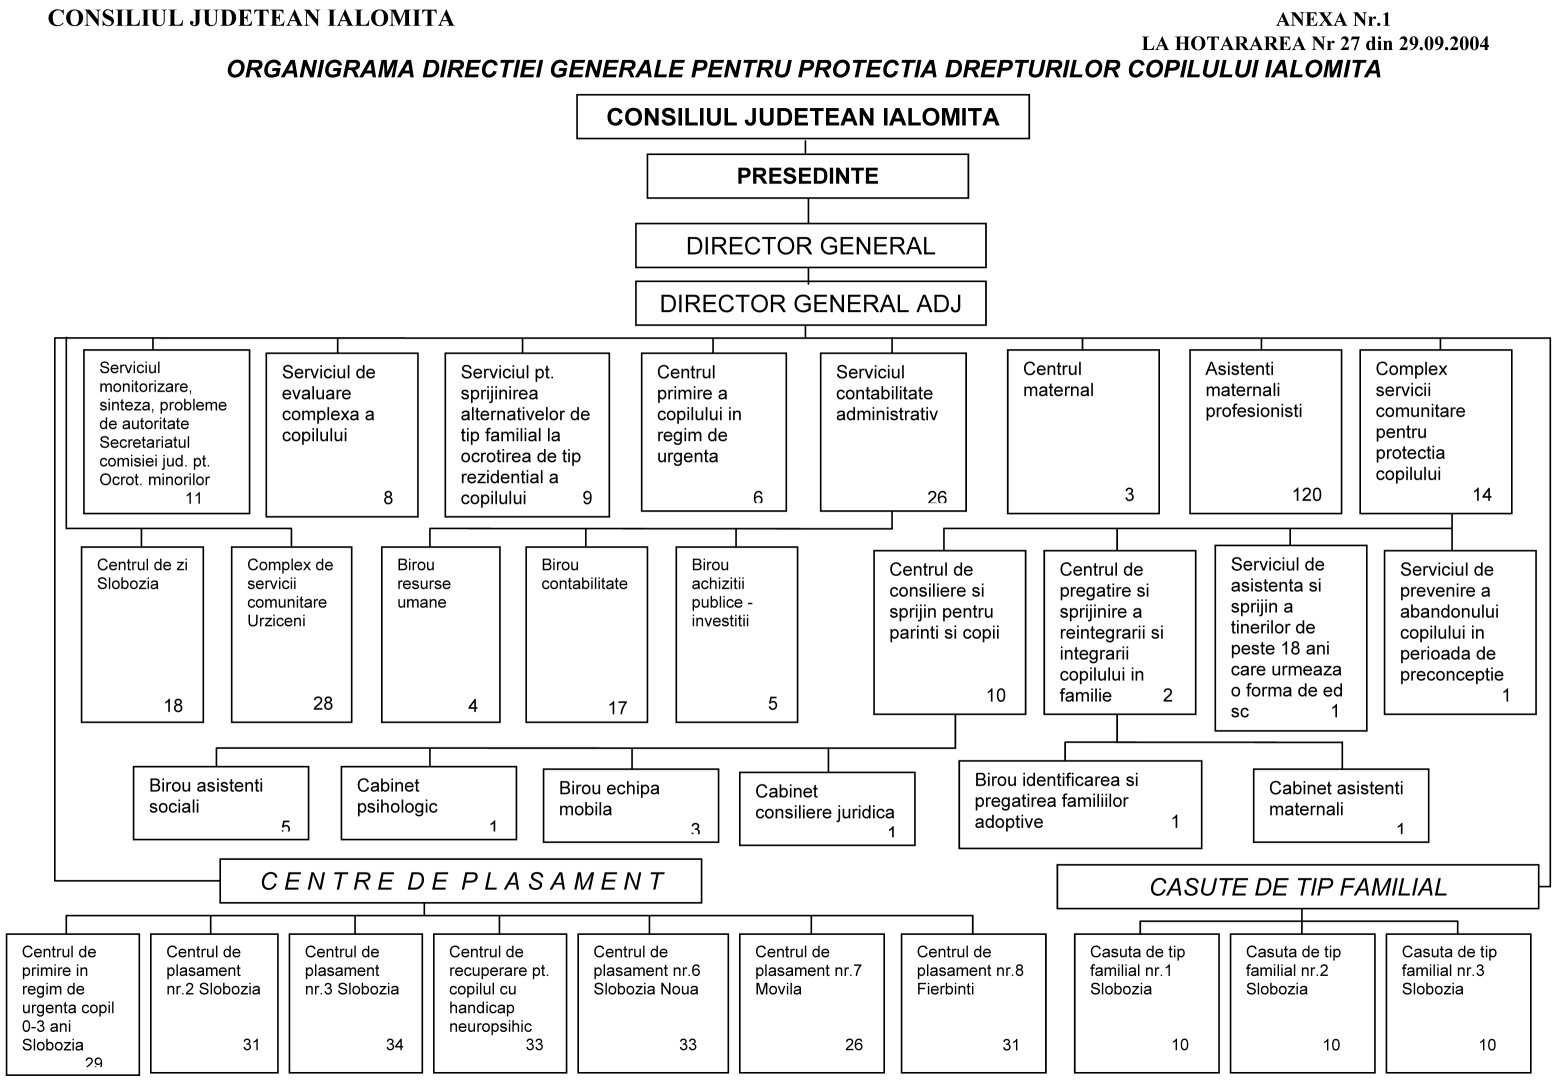 CONSILIUL JUDETEAN IALOMITA
ANEXA Nr.1
LA HOTARAREA Nr 27 din 29.09.2004
ORGANIGRAMA DIRECTIEI GENERALE PENTRU PROTECTIA DREPTURILOR COPILULUI IALOMITA
CONSILIUL JUDETEAN IALOMITA
PRESEDINTE
DIRECTOR GENERAL
DIRECTOR GENERAL ADJ
Serviciul
monitorizare,
sinteza, probleme
de autoritate
Secretariatul
comisiei jud. pt.
Ocrot. minorilor
11
Serviciul de
evaluare
complexa a
copilului
8
Serviciul pt.
sprijinirea
alternativelor de
tip familial la
ocrotirea de tip
rezidential a
copilului 9
Centrul
primire a
copilului in
regim de
urgenta
6
Serviciul
contabilitate
administrativ
26
Centrul
maternal
3
Asistenti
maternali
profesionisti
120
Complex
servicii
comunitare
pentru
protectia
copilului
14
Centrul de zi
Slobozia
18
Complex de
servicii
comunitare
Urziceni
28
Birou
resurse
umane
4
Birou
contabilitate
17
Birou
achizitii
publice -
investitii
5
Centrul de
consiliere si
sprijin pentru
parinti si copii
10
Centrul de
pregatire si
sprijinire a
reintegrarii si
integrarii
copilului in
familie 2
Serviciul de
asistenta si
sprijin a
tinerilor de
peste 18 ani
care urmeaza
o forma de ed
sc 1
Serviciul de
prevenire a
abandonului
copilului in
perioada de
preconceptie
1
Birou asistenti
sociali
5
Cabinet
psihologic
1
Birou echipa
mobila
3
Cabinet
consiliere juridica
1
Birou identificarea si
pregatirea familiilor
adoptive 1
Cabinet asistenti
maternali
1
CENTRE DE PLASAMENT
CASUTE DE TIP FAMILIAL
Centrul de
primire in
regim de
urgenta copil
0-3 ani
Slobozia
29
Centrul de
plasament
nr.2 Slobozia
31
Centrul de
plasament
nr.3 Slobozia
34
Centrul de
recuperare pt.
copilul cu
handicap
neuropsihic
33
Centrul de
plasament nr.6
Slobozia Noua
33
Centrul de
plasament nr.7
Movila
26
Centrul de
plasament nr.8
Fierbinti
31
Casuta de tip
familial nr.1
Slobozia
10
Casuta de tip
familial nr.2
Slobozia
10
Casuta de tip
familial nr.3
Slobozia
10